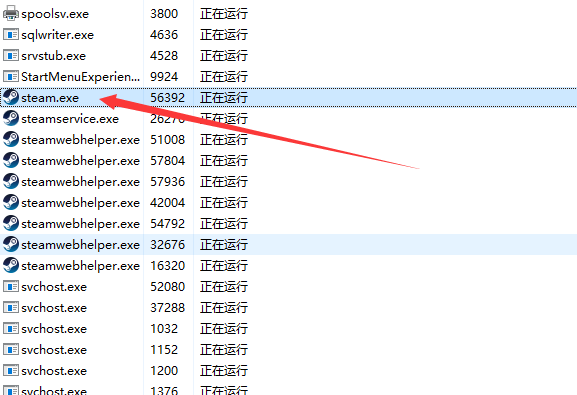 spoolsv.exe 3800 正在运行
sqlwriter.exe 4636 正在运行
srvstub.exe 4528 正在运行
StartMenuExperien... 9924 正在运行
steam.exe 56392 正在运行
steamservice.exe 26276 正在运行
steamwebhelper.exe 51008 正在运行
steamwebhelper.exe 57804 正在运行
steamwebhelper.exe 57936 正在运行
steamwebhelper.exe 42004 正在运行
steamwebhelper.exe 54792 正在运行
steamwebhelper.exe 32676 正在运行
steamwebhelper.exe 16320 正在运行
svchost.exe 52080 正在运行
svchost.exe 37288 正在运行
svchost.exe 1032 正在运行
svchost.exe 1152 正在运行
svchost.exe 1200 正在运行
svchost.exe 1376 正在运行